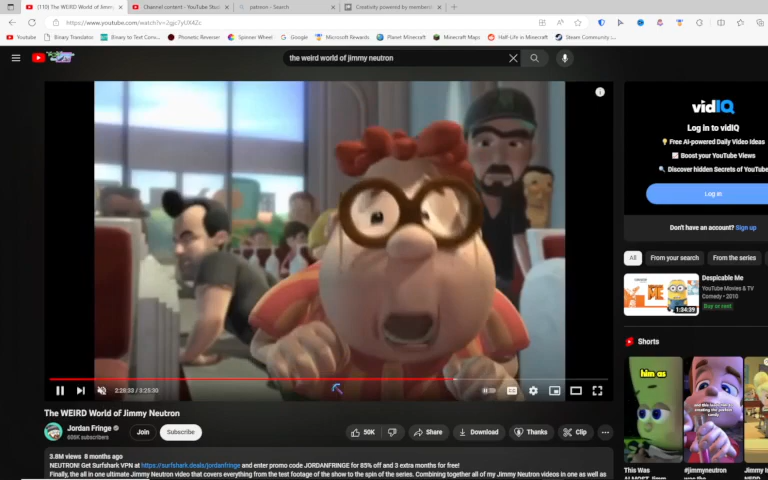 (110) The WEIRD World of Jimmy
Channel content - YouTube Stud
patreon - Search
Creativity powered by members
https://www.youtube.com/watch?v=2gjc7yUX4Zc
Youtube
Binary Translator
Binary to Text Conv...
Phonetic Reverser
Spinner Wheel
Google
Microsoft Rewards
Planet Minecraft
Minecraft Maps
Half-Life in Minecraft
Steam Community :...
the weird world of jimmy neutron
vidIQ
Log in to vidIQ
Free AI-powered Daily Video Ideas
Boost your YouTube Views
Discover hidden Secrets of YouTube
Log in
Don't have an account? Sign up
All
From your search
From the series
Despicable Me
YouTube Movies & TV
Comedy • 2010
Buy or rent
1:34:39
Shorts
him as
2:28:33 / 3:25:30
The WEIRD World of Jimmy Neutron
Jordan Fringe
608K subscribers
Join
Subscribe
50K
Share
Download
Thanks
Clip
3.8M views 8 months ago
NEUTRON! Get Surfshark VPN at https://surfshark.deals/jordanfringe and enter promo code JORDANFRINGE for 85% off and 3 extra months for free!
Finally, the all in one ultimate Jimmy Neutron video that covers everything from the test footage of the show to the spin of the series. Combining together all of my Jimmy Neutron videos in one as well as
This Was
#jimmyneutron
Jimmy N